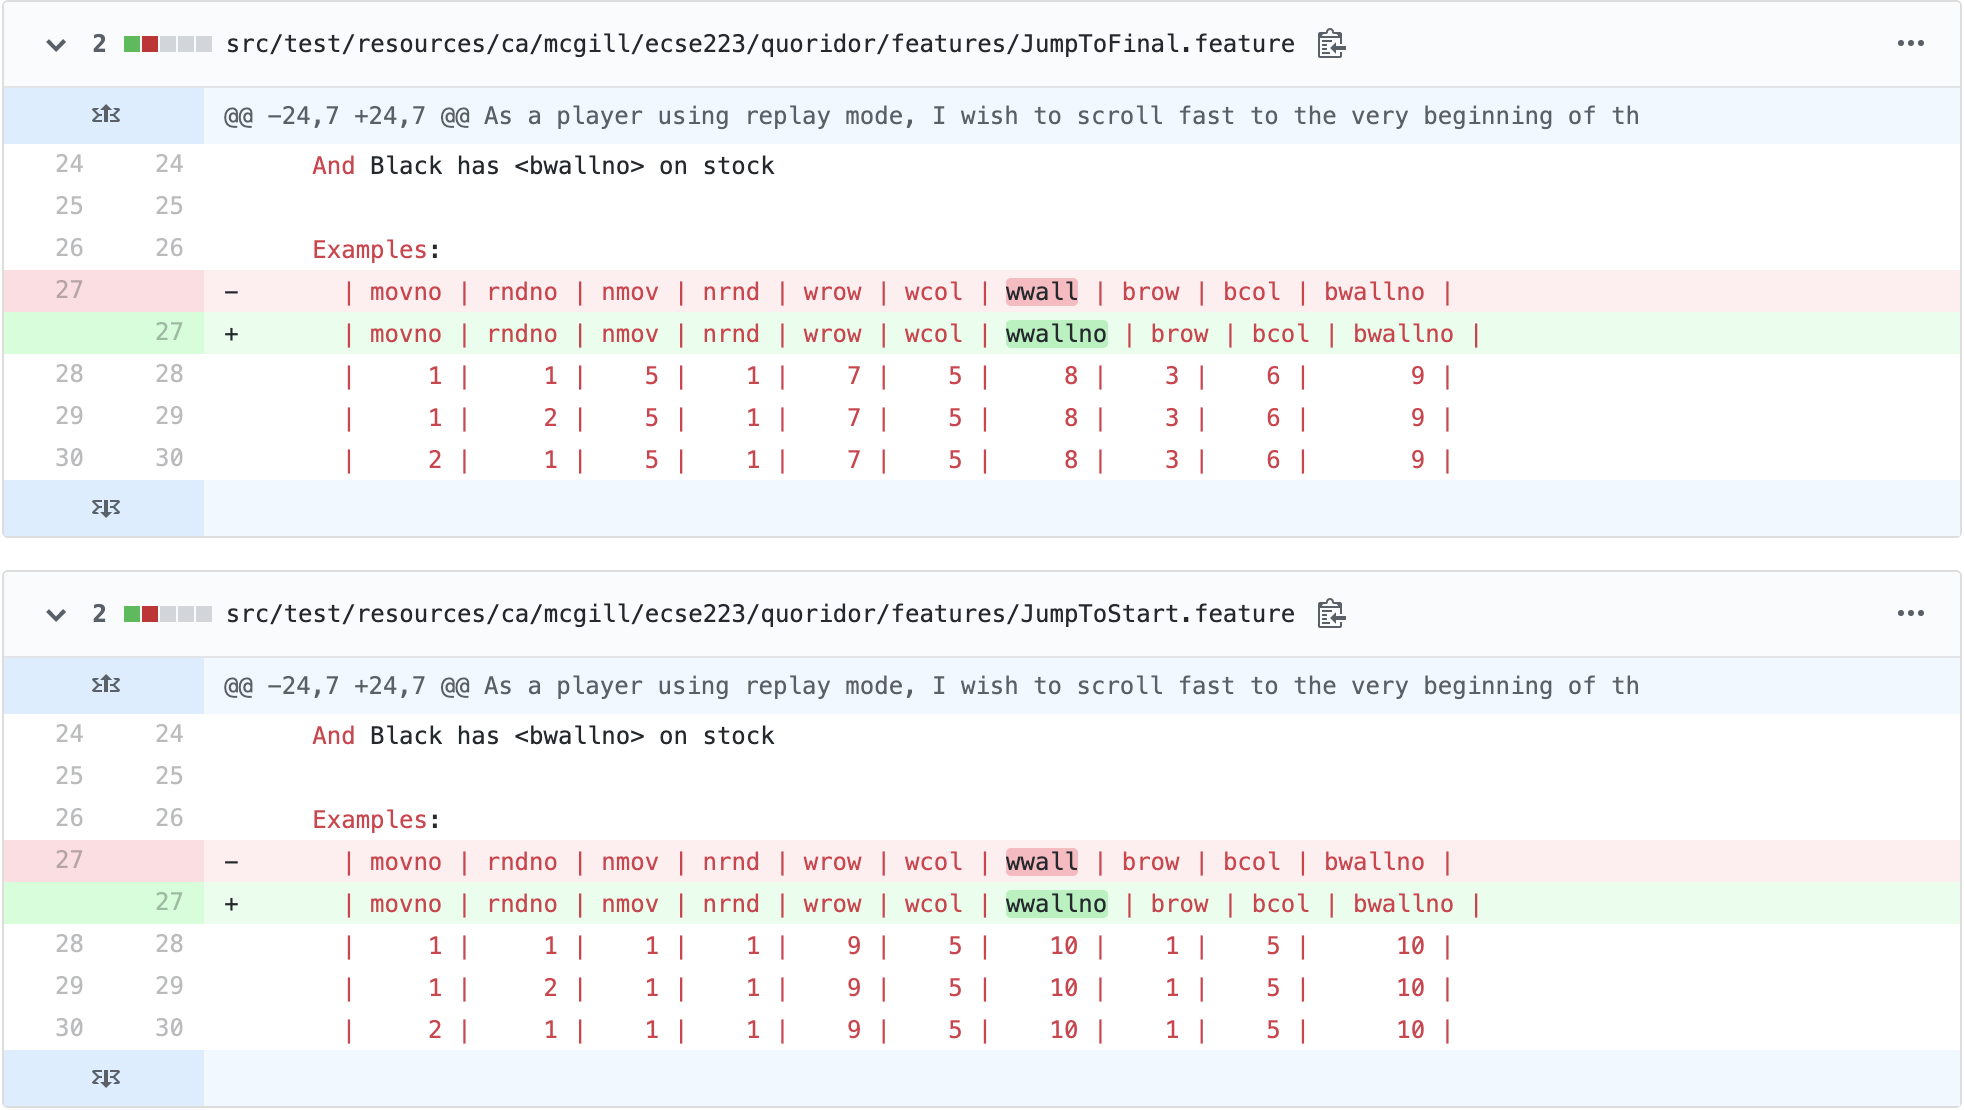 2 src/test/resources/ca/mcgill/ecse223/quoridor/features/JumpToFinal.feature
@@ -24,7 +24,7 @@ As a player using replay mode, I wish to scroll fast to the very beginning of th
24 24 And Black has <bwallno> on stock
25 25
26 26 Examples:
27 - | movno | rndno | nmov | nrnd | wrow | wcol | wwall | brow | bcol | bwallno |
27 + | movno | rndno | nmov | nrnd | wrow | wcol | wwallno | brow | bcol | bwallno |
28 28 | 1 | 1 | 5 | 1 | 7 | 5 | 8 | 3 | 6 | 9 |
29 29 | 1 | 2 | 5 | 1 | 7 | 5 | 8 | 3 | 6 | 9 |
30 30 | 2 | 1 | 5 | 1 | 7 | 5 | 8 | 3 | 6 | 9 |
2 src/test/resources/ca/mcgill/ecse223/quoridor/features/JumpToStart.feature
@@ -24,7 +24,7 @@ As a player using replay mode, I wish to scroll fast to the very beginning of th
24 24 And Black has <bwallno> on stock
25 25
26 26 Examples:
27 - | movno | rndno | nmov | nrnd | wrow | wcol | wwall | brow | bcol | bwallno |
27 + | movno | rndno | nmov | nrnd | wrow | wcol | wwallno | brow | bcol | bwallno |
28 28 | 1 | 1 | 1 | 1 | 9 | 5 | 10 | 1 | 5 | 10 |
29 29 | 1 | 2 | 1 | 1 | 9 | 5 | 10 | 1 | 5 | 10 |
30 30 | 2 | 1 | 1 | 1 | 9 | 5 | 10 | 1 | 5 | 10 |